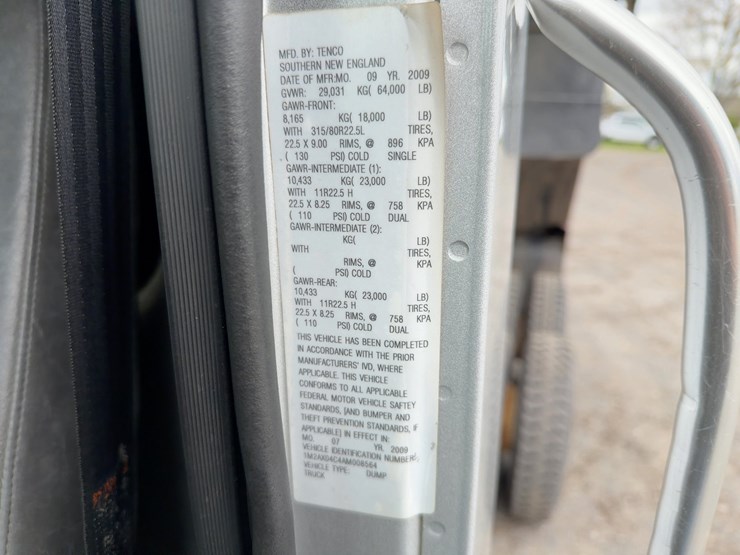 MFD. BY: TENCO
SOUTHERN NEW ENGLAND
DATE OF MFR:MO. 09 YR. 2009
GVWR: 29,031 KG( 64,000 LB)
GAWR-FRONT:
8,165 KG( 18,000 LB)
WITH 315/80R22.5L TIRES,
22.5 X 9.00 RIMS, @ 896 KPA
( 130 PSI) COLD SINGLE
GAWR-INTERMEDIATE (1):
10,433 KG( 23,000 LB)
WITH 11R22.5 H TIRES,
22.5 X 8.25 RIMS, @ 758 KPA
( 110 PSI) COLD DUAL
GAWR-INTERMEDIATE (2):
KG( LB)
WITH TIRES,
RIMS, @ KPA
( PSI) COLD
GAWR-REAR:
10,433 KG( 23,000 LB)
WITH 11R22.5 H TIRES,
22.5 X 8.25 RIMS, @ 758 KPA
( 110 PSI) COLD DUAL
THIS VEHICLE HAS BEEN COMPLETED
IN ACCORDANCE WITH THE PRIOR
MANUFACTURERS' IVD, WHERE
APPLICABLE. THIS VEHICLE
CONFORMS TO ALL APPLICABLE
FEDERAL MOTOR VEHICLE SAFTEY
STANDARDS, [AND BUMPER AND
THEFT PREVENTION STANDARDS, IF
APPLICABLE] IN EFFECT IN:
MO. 07 YR. 2009
VEHICLE IDENTIFICATION NUMBER:
VEHICLE TYPE: DUMP
TRUCK